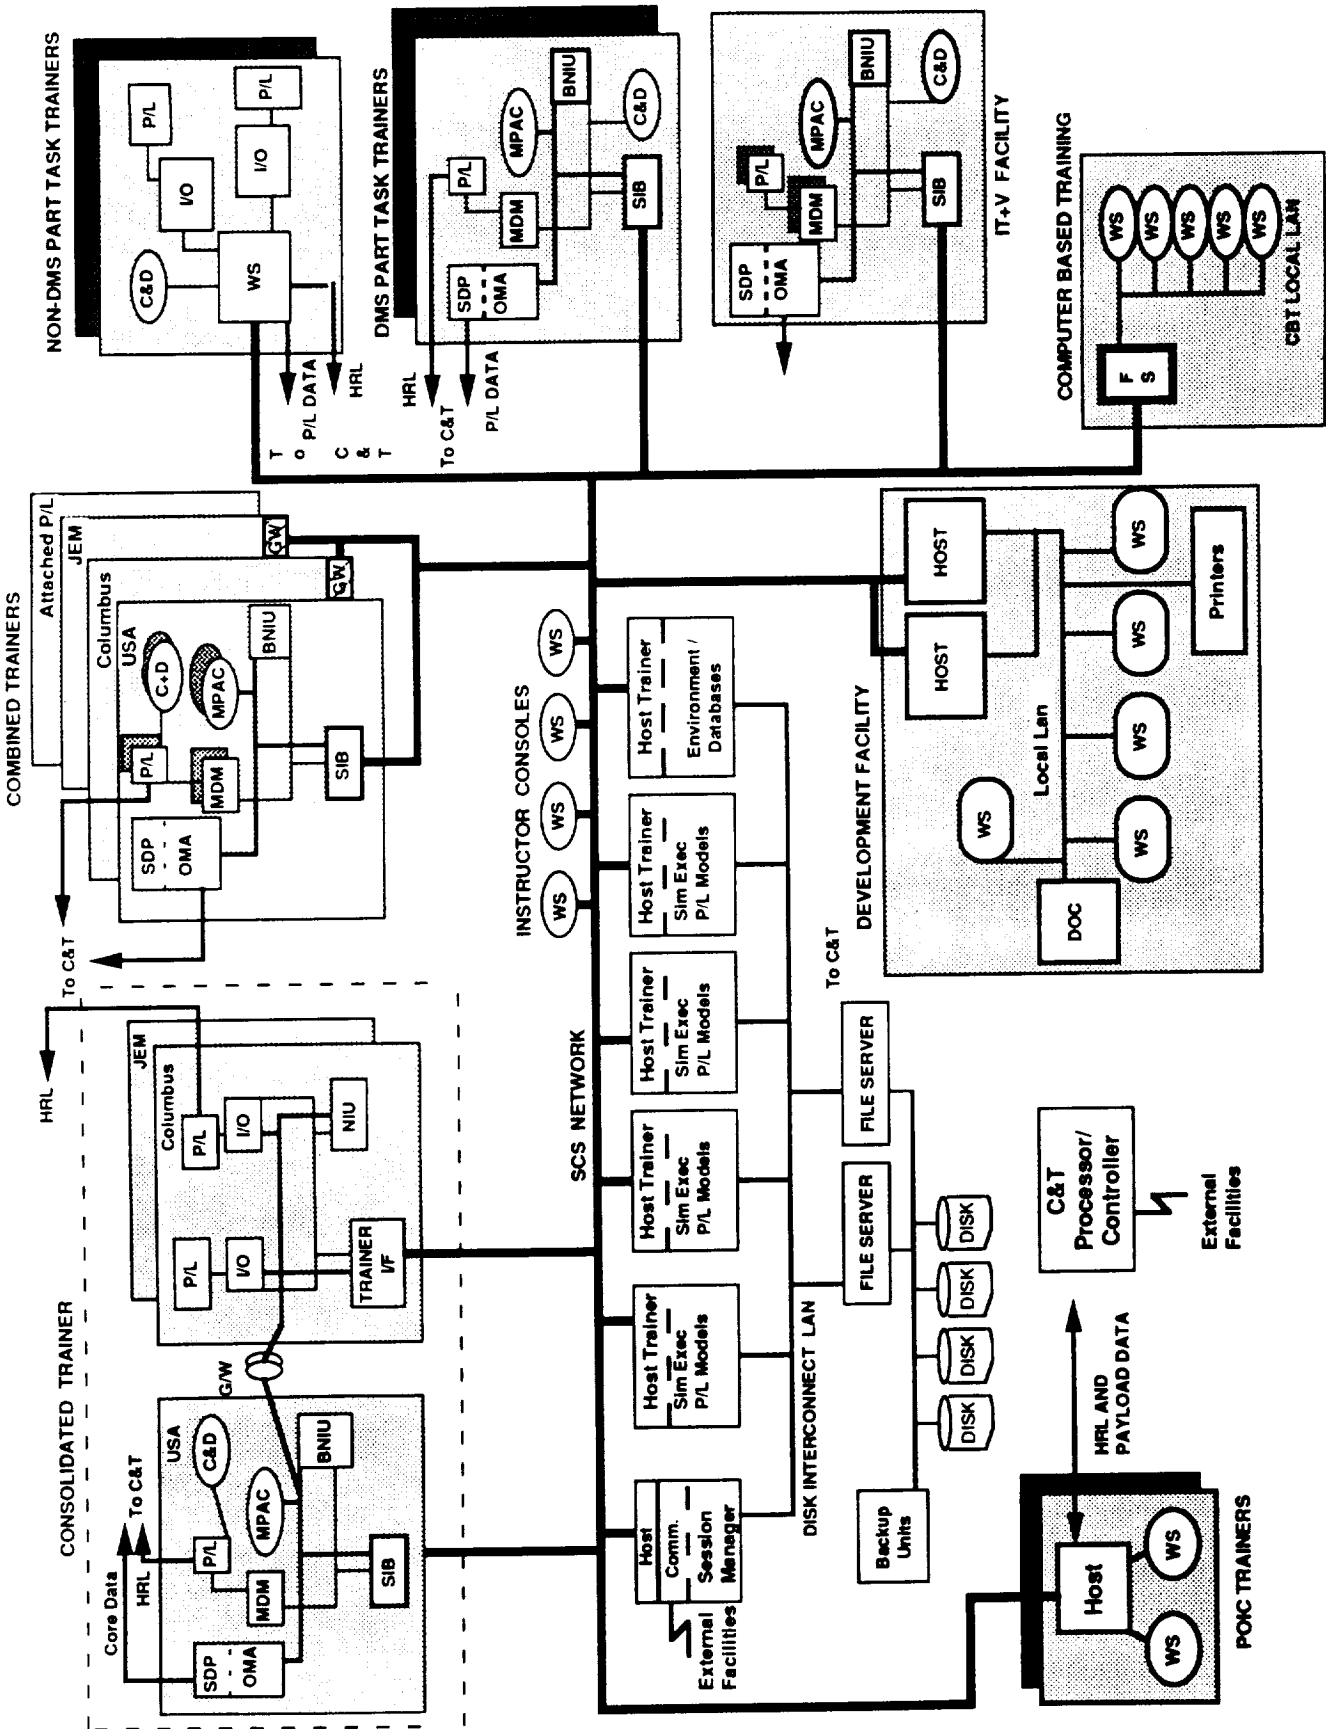 CONSOLIDATED TRAINER
Core Data
To C&T
HRL
USA
SDP
OMA
P/L
C&D
MDM
MPAC
BNIU
SIB
G/W
HRL
JEM
Columbus
P/L
I/O
P/L
I/O
NIU
TRAINER
I/F
COMBINED TRAINERS
Attached P/L
JEM
Columbus
USA
To C&T
SDP
OMA
P/L
C+D
MDM
MPAC
BNIU
SIB
GW
GW
NON-DMS PART TASK TRAINERS
C&D
I/O
P/L
WS
I/O
P/L
P/L DATA
HRL
To C&T
DMS PART TASK TRAINERS
HRL
To C&T
P/L DATA
SDP
OMA
P/L
MDM
MPAC
BNIU
C&D
SIB
SDP
OMA
P/L
MDM
MPAC
BNIU
C&D
SIB
IT+V FACILITY
COMPUTER BASED TRAINING
F
S
WS
WS
WS
WS
WS
CBT LOCAL LAN
SCS NETWORK
INSTRUCTOR CONSOLES
WS
WS
WS
WS
Host
Comm.
Session
Manager
External
Facilities
Host Trainer
Sim Exec
P/L Models
Host Trainer
Sim Exec
P/L Models
Host Trainer
Sim Exec
P/L Models
Host Trainer
Sim Exec
P/L Models
Host Trainer
Environment /
Databases
DISK INTERCONNECT LAN
To C&T
FILE SERVER
FILE SERVER
Backup
Units
DISK
DISK
DISK
DISK
DEVELOPMENT FACILITY
HOST
HOST
Local Lan
WS
DOC
WS
WS
WS
WS
Printers
POIC TRAINERS
Host
WS
WS
HRL AND
PAYLOAD DATA
C&T
Processor/
Controller
External
Facilities